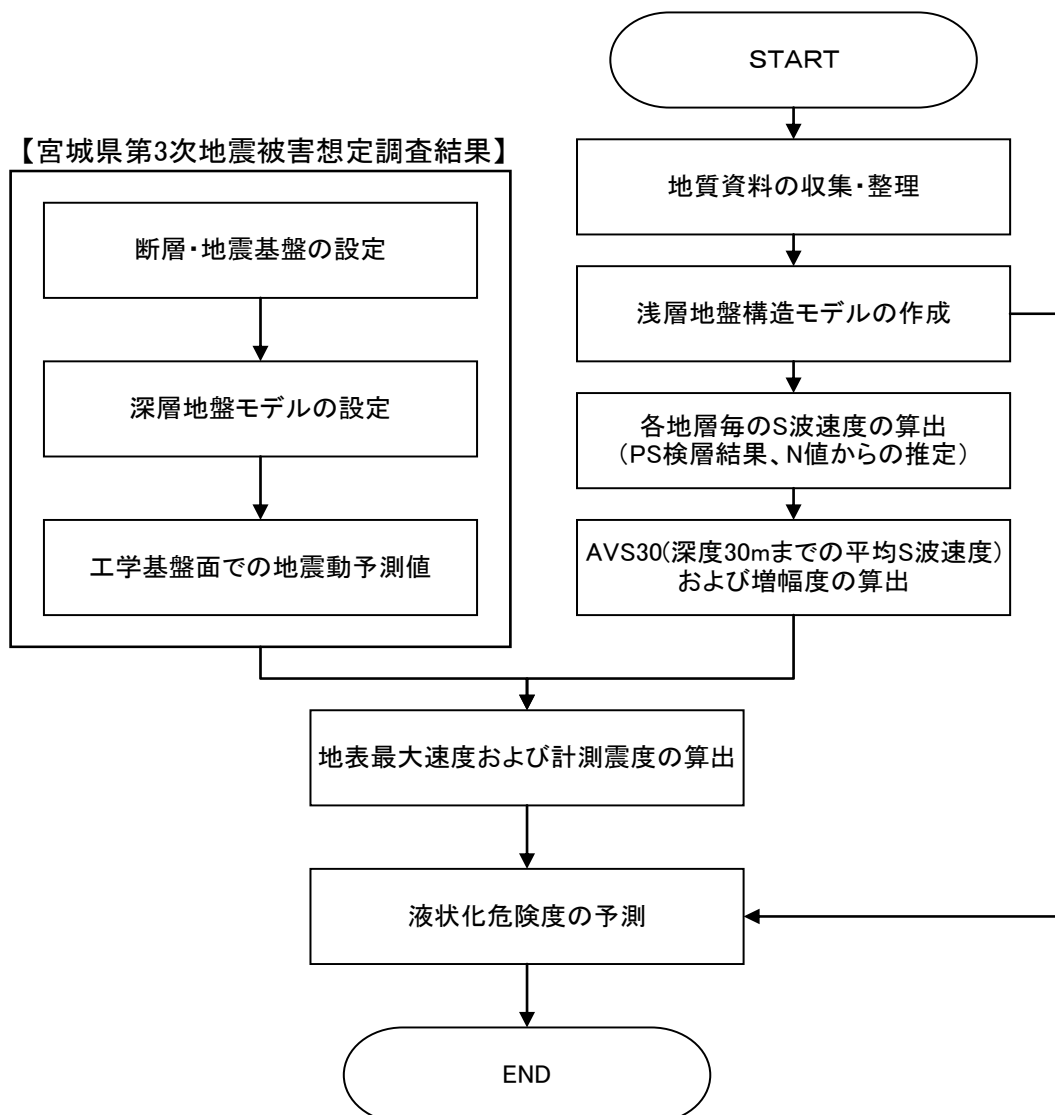 START
地質資料の収集・整理
浅層地盤構造モデルの作成
各地層毎のS波速度の算出
（PS検層結果、N値からの推定）
AVS30(深度30mまでの平均S波速度)
および増幅度の算出
【宮城県第3次地震被害想定調査結果】
断層・地震基盤の設定
深層地盤モデルの設定
工学基盤面での地震動予測値
地表最大速度および計測震度の算出
液状化危険度の予測
END